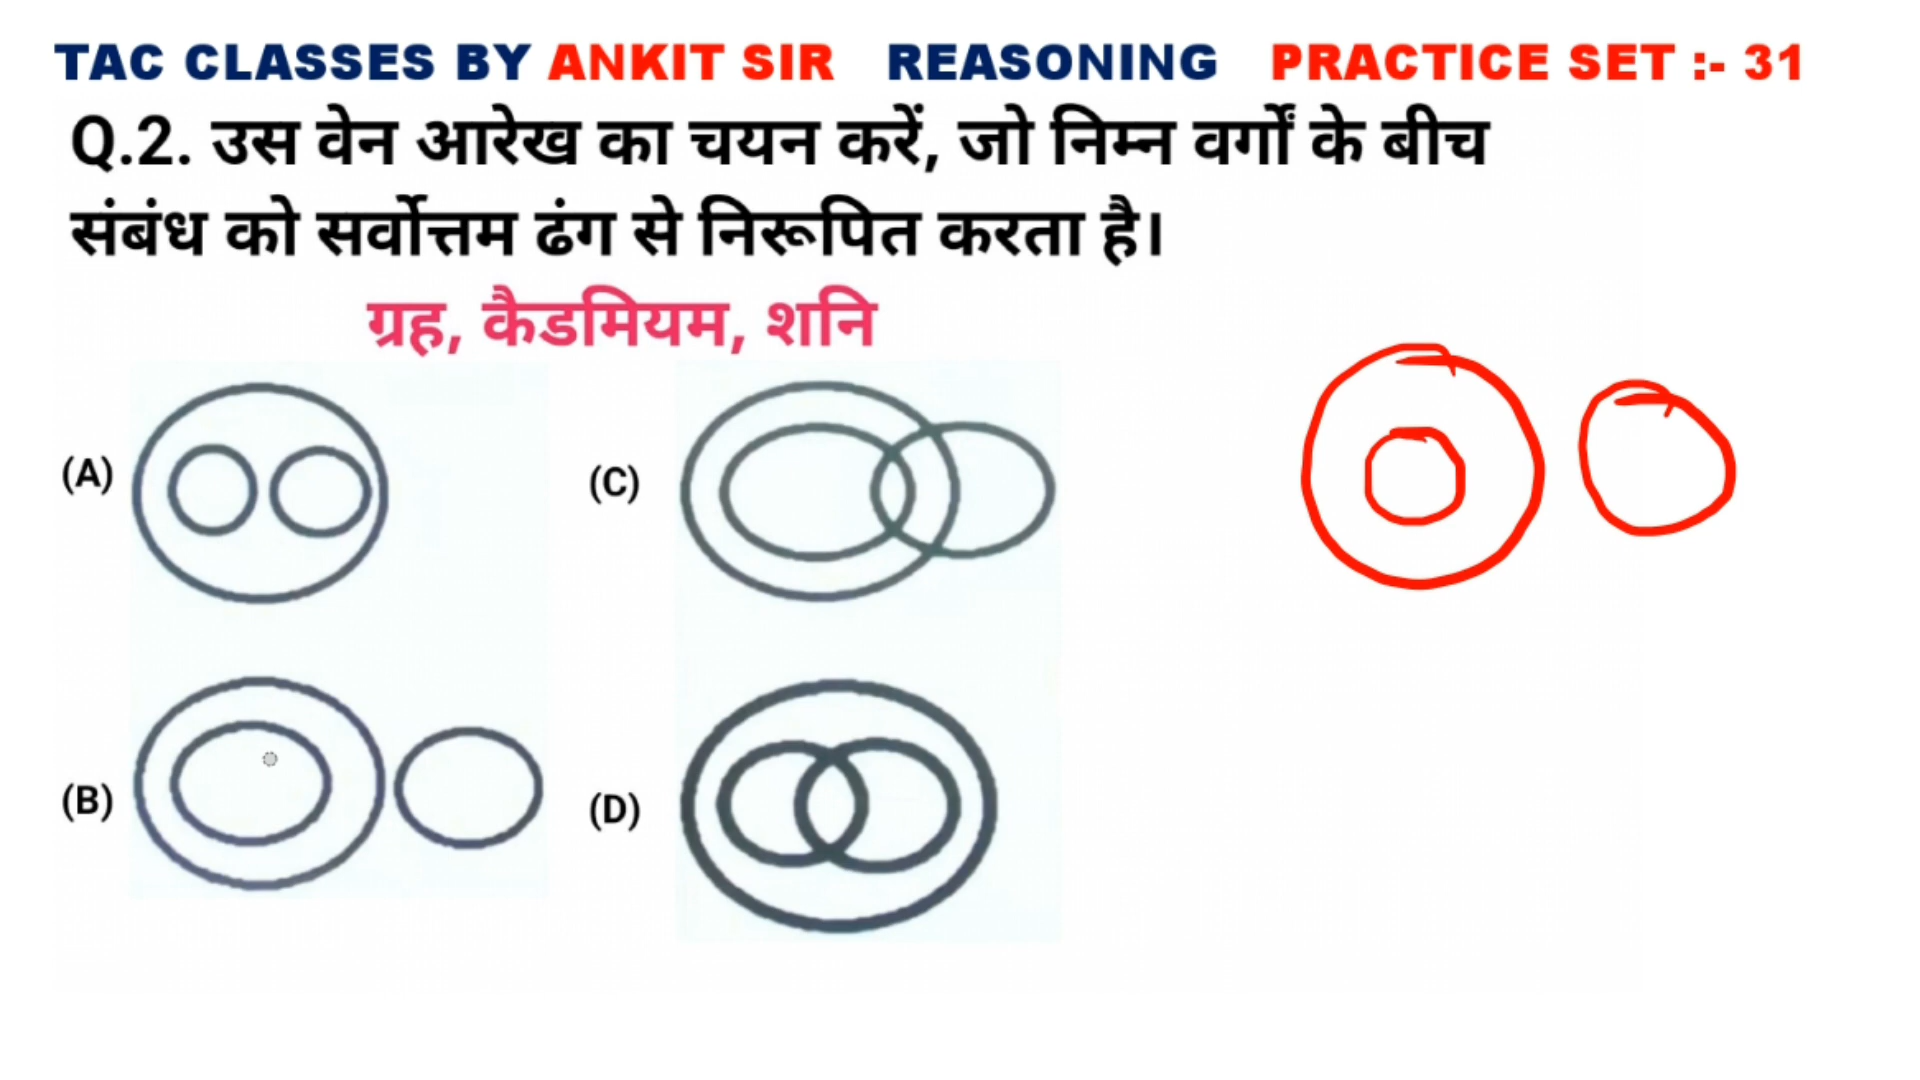 TAC CLASSES BY ANKIT SIR REASONING PRACTICE SET :- 31
Q.2. उस वेन आरेख का चयन करें, जो निम्न वर्गों के बीच
संबंध को सर्वोत्तम ढंग से निरूपित करता है।
ग्रह, कैडमियम, शनि
(A)
(C)
(B)
(D)